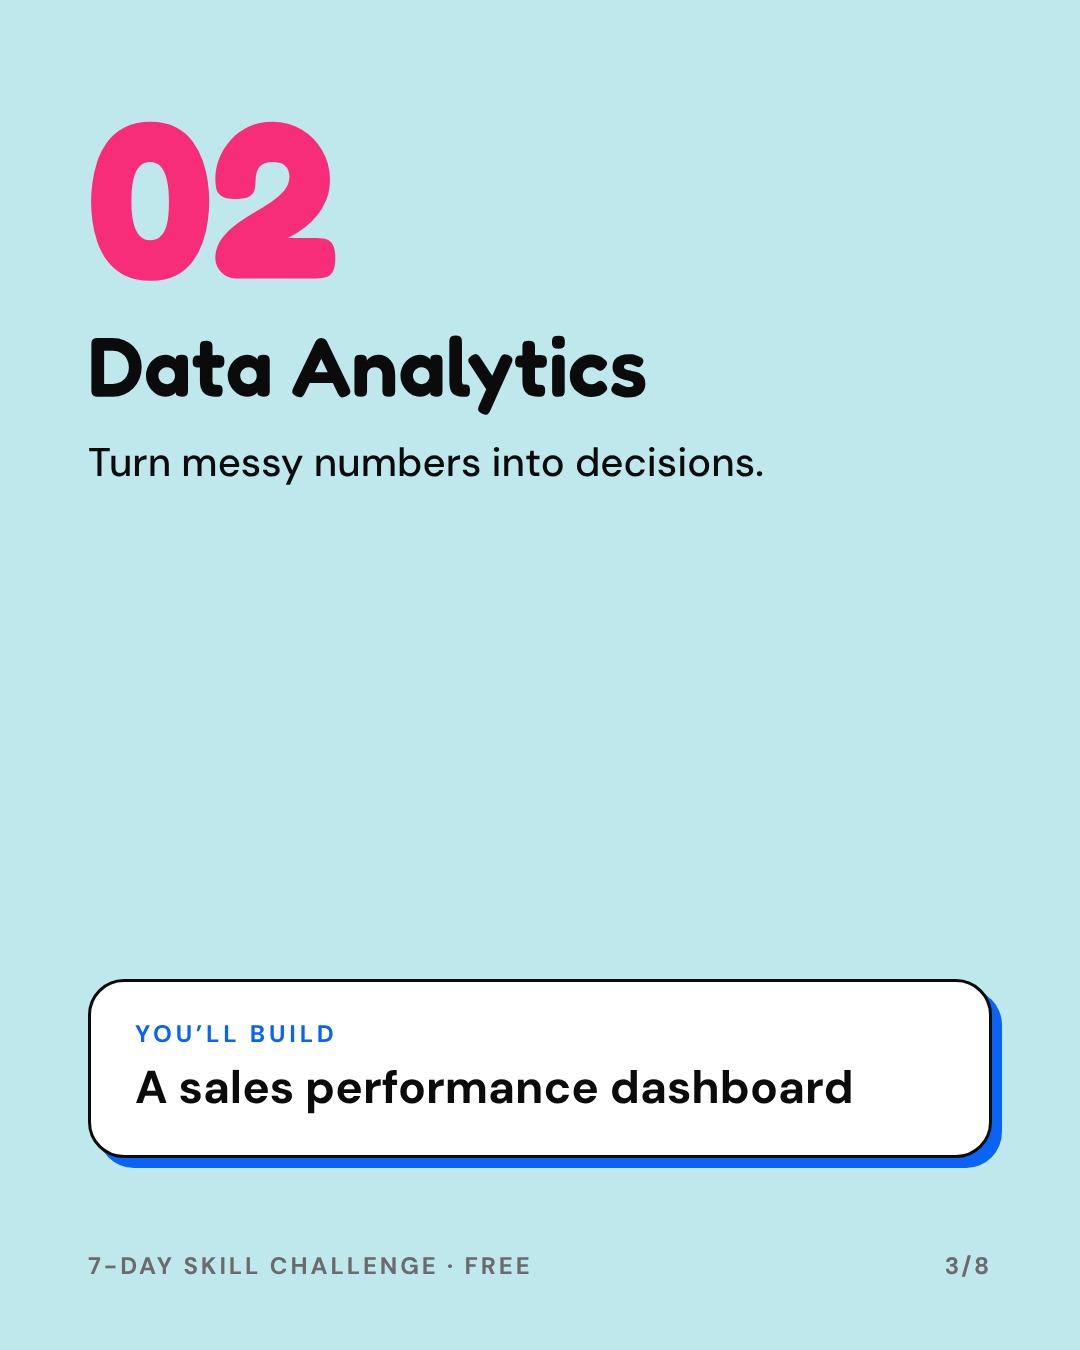 02
Data Analytics
Turn messy numbers into decisions.
YOU’LL BUILD
A sales performance dashboard
7-DAY SKILL CHALLENGE · FREE
3/8